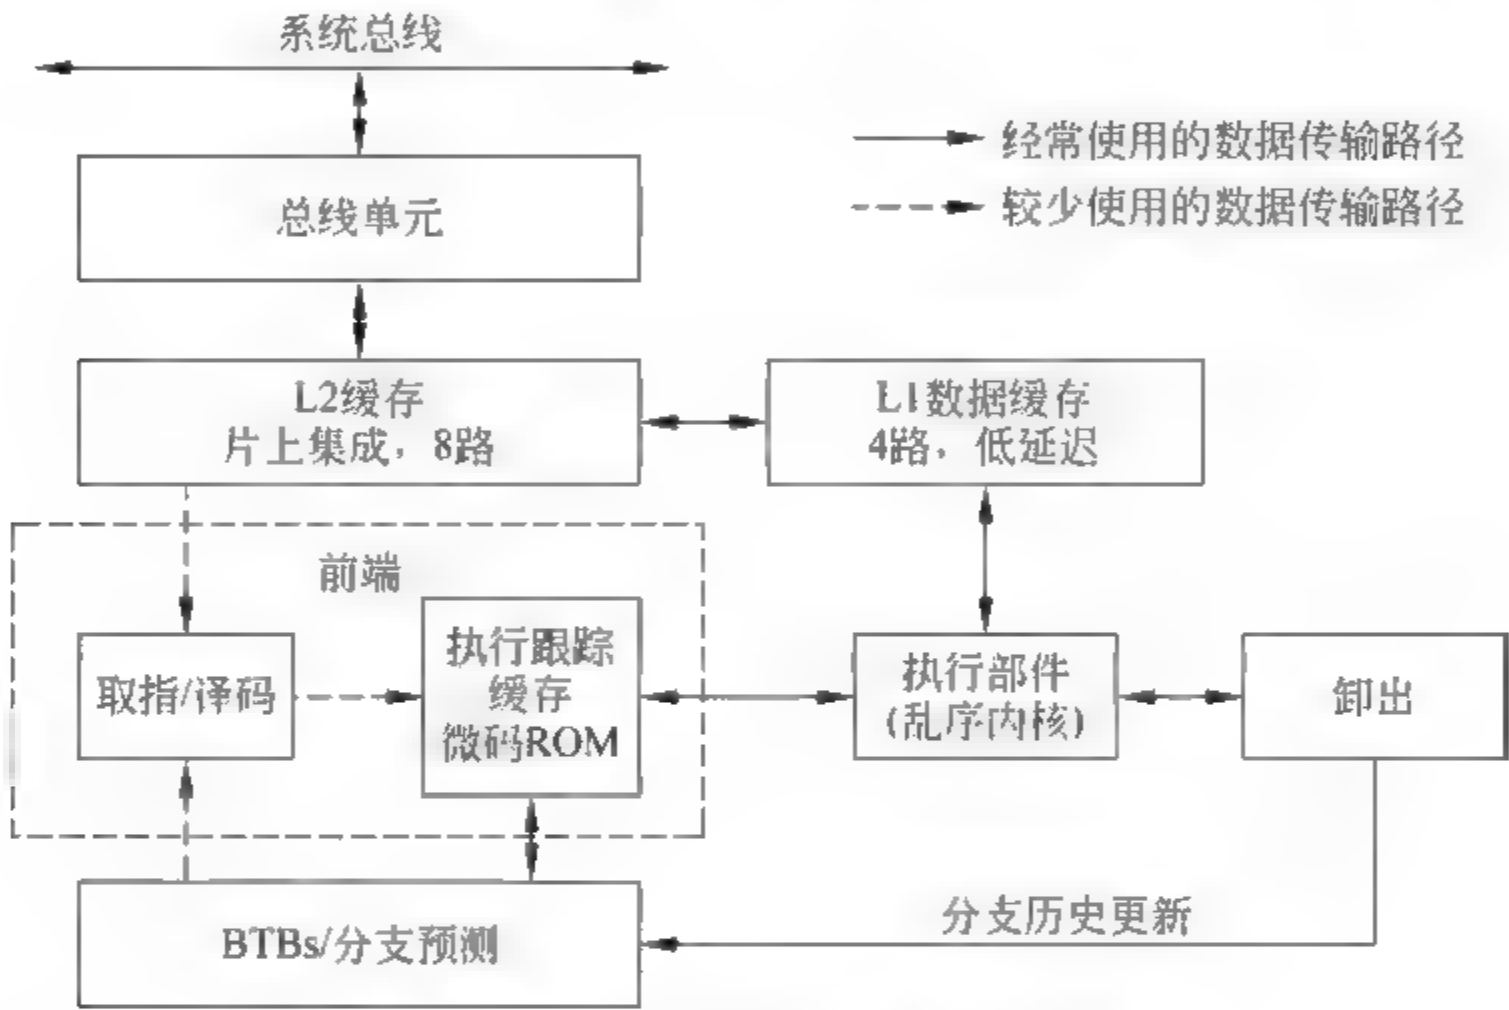 系统总线
经常使用的数据传输路径
较少使用的数据传输路径
总线单元
L2缓存
片上集成，8路
L1数据缓存
4路，低延迟
前端
取指/译码
执行跟踪
缓存
微码ROM
执行部件
(乱序内核)
卸出
分支历史更新
BTBs/分支预测